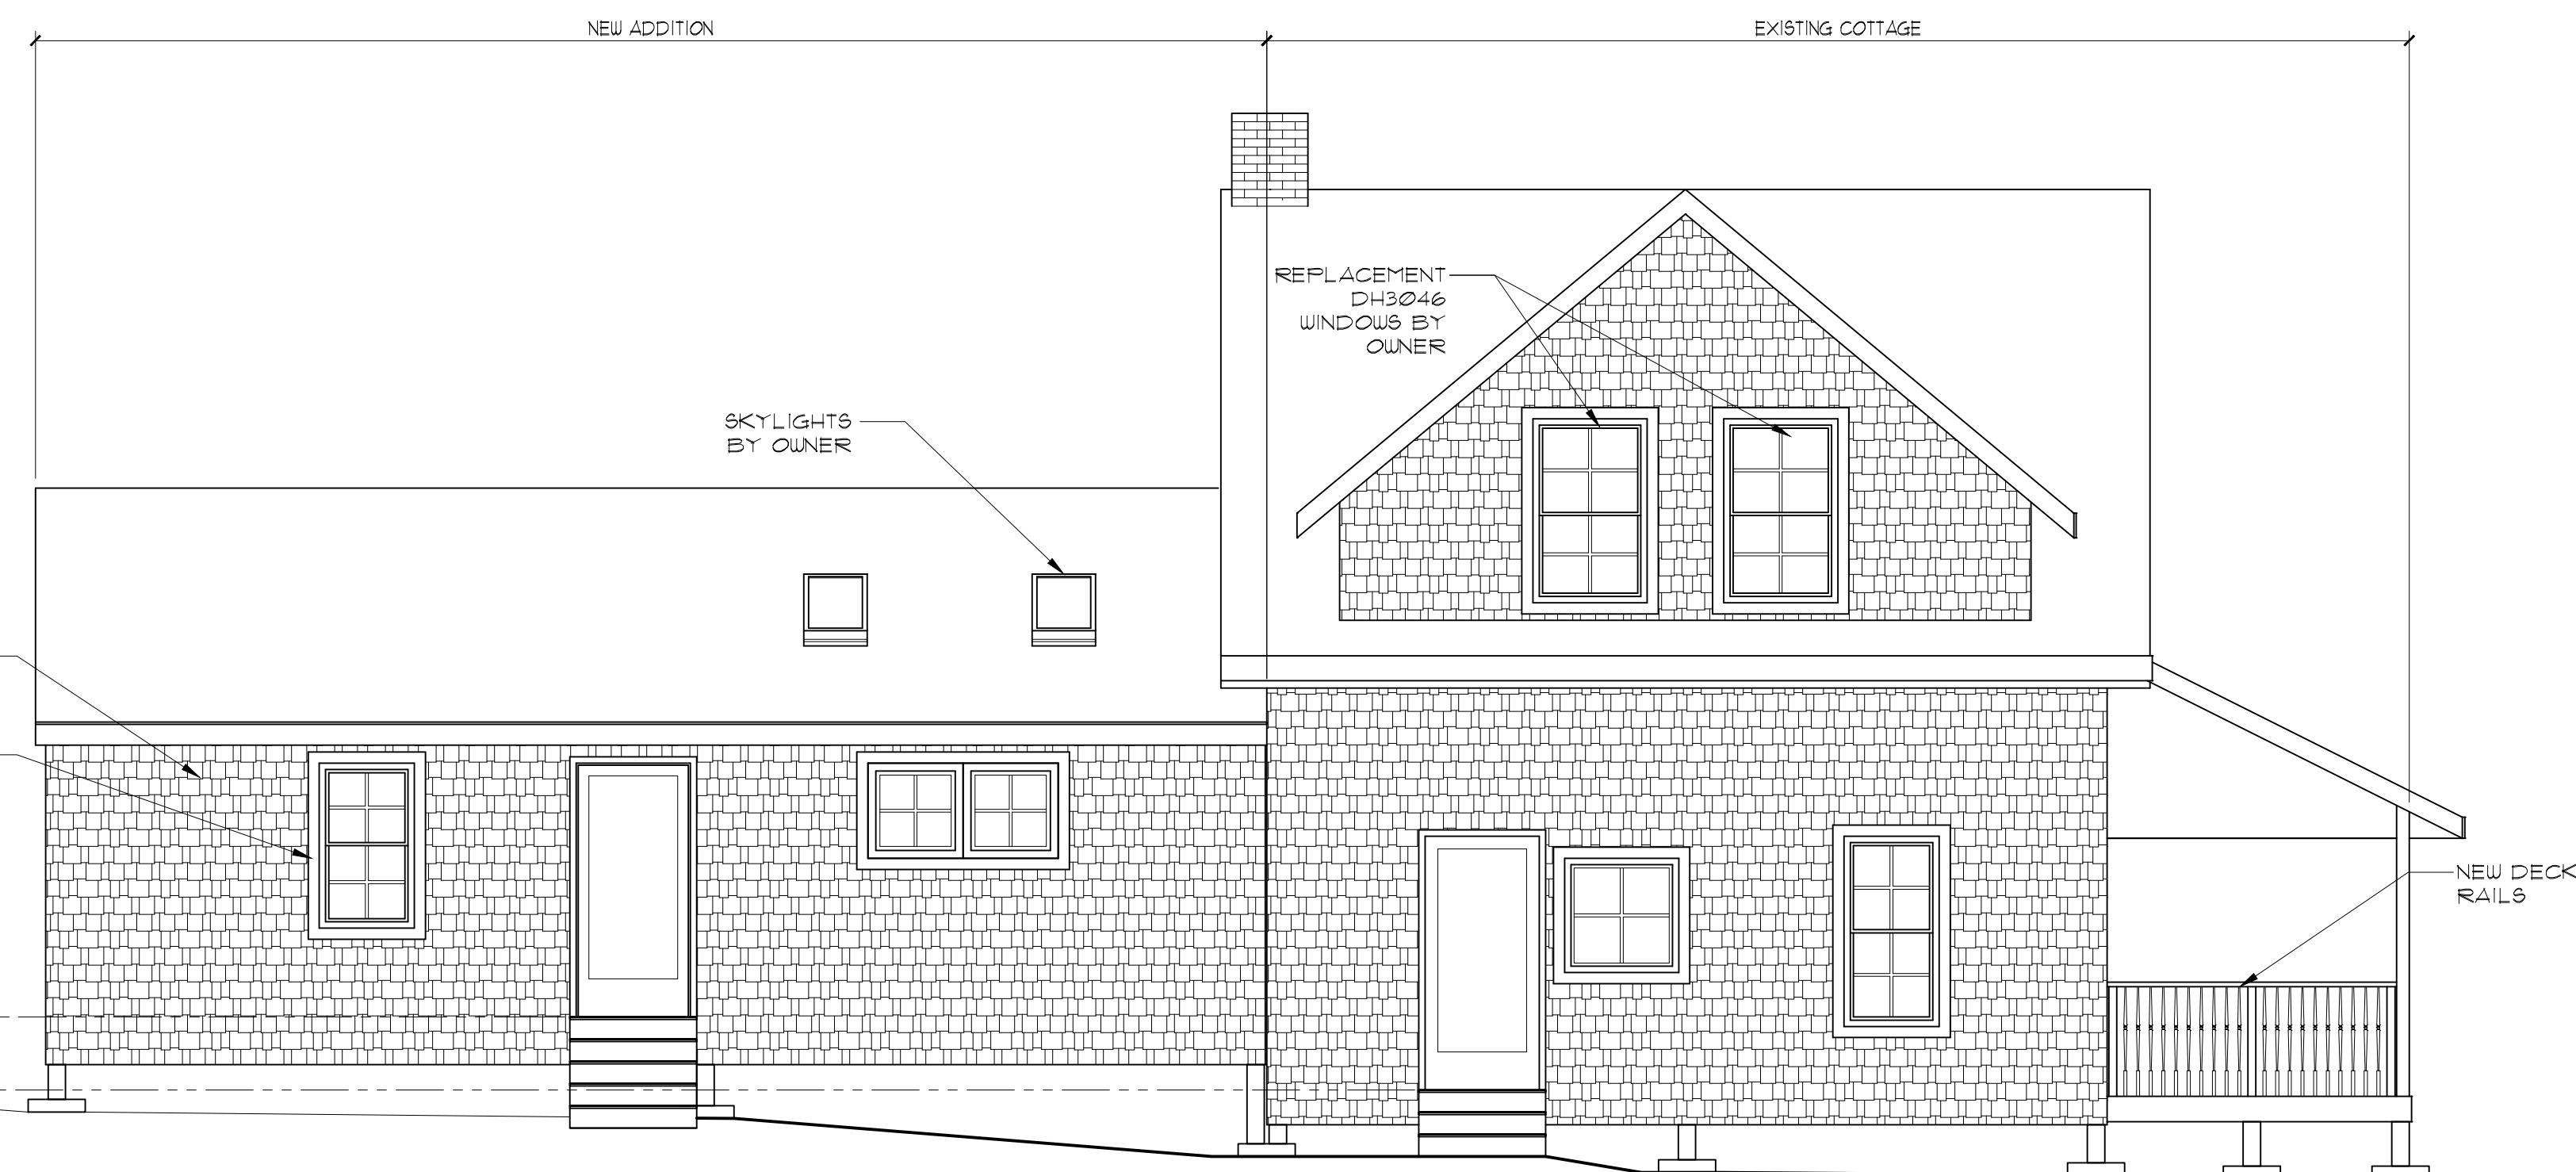 NEW ADDITION
EXISTING COTTAGE
REPLACEMENT
DH3046
WINDOWS BY
OWNER
SKYLIGHTS
BY OWNER
NEW DECK
RAILS